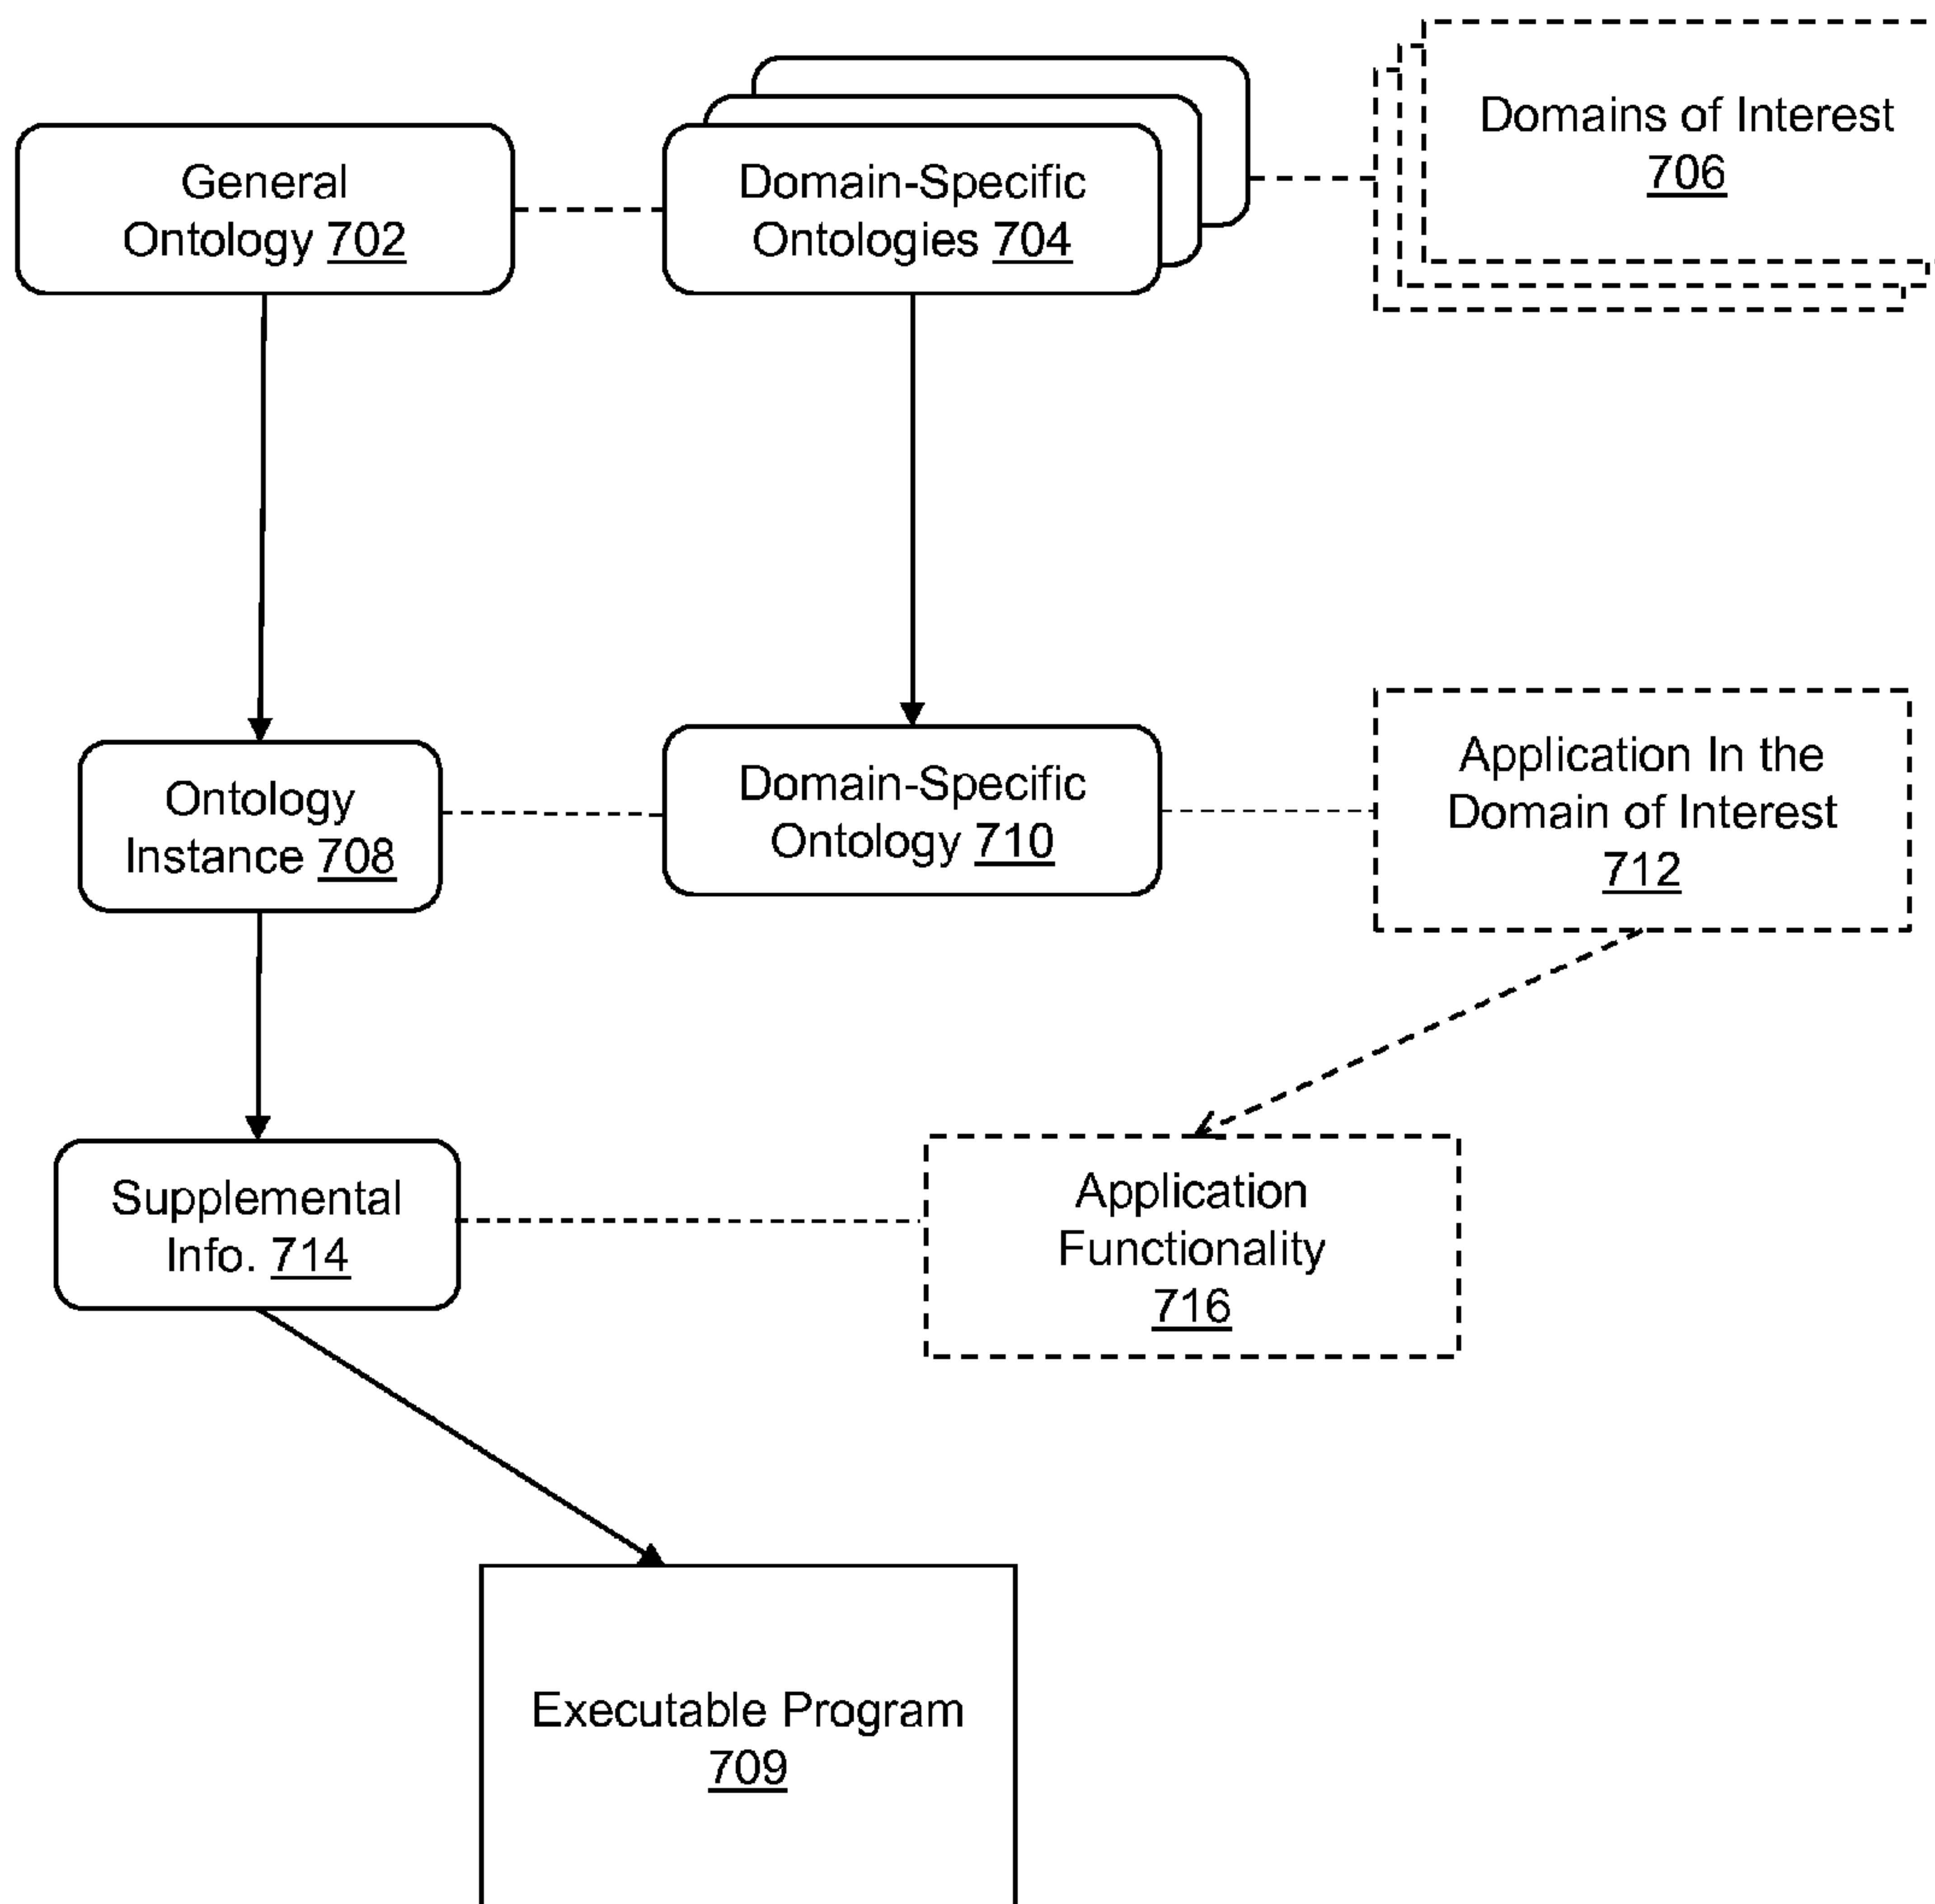 General
Ontology 702
Domain-Specific
Ontologies 704
Domains of Interest
706
Ontology
Instance 708
Domain-Specific
Ontology 710
Application In the
Domain of Interest
712
Supplemental
Info. 714
Application
Functionality
716
Executable Program
709